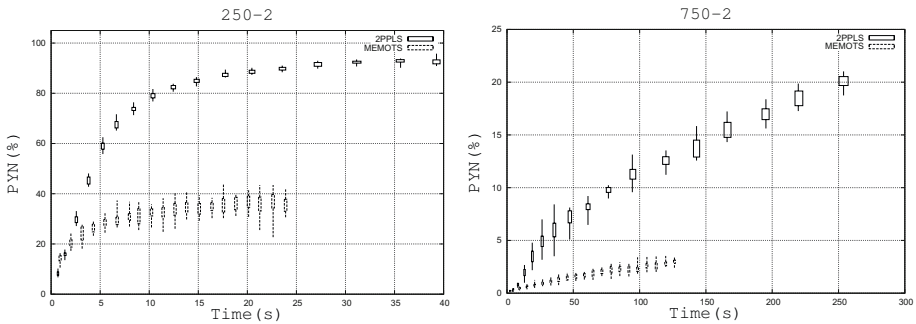 250-2
PYN(%)
100
80
60
40
20
0
0 5 10 15 20 25 30 35 40
Time(s)
2PPLS
MEMOTS
750-2
PYN(%)
25
20
15
10
5
0
0 50 100 150 200 250 300
Time(s)
2PPLS
MEMOTS